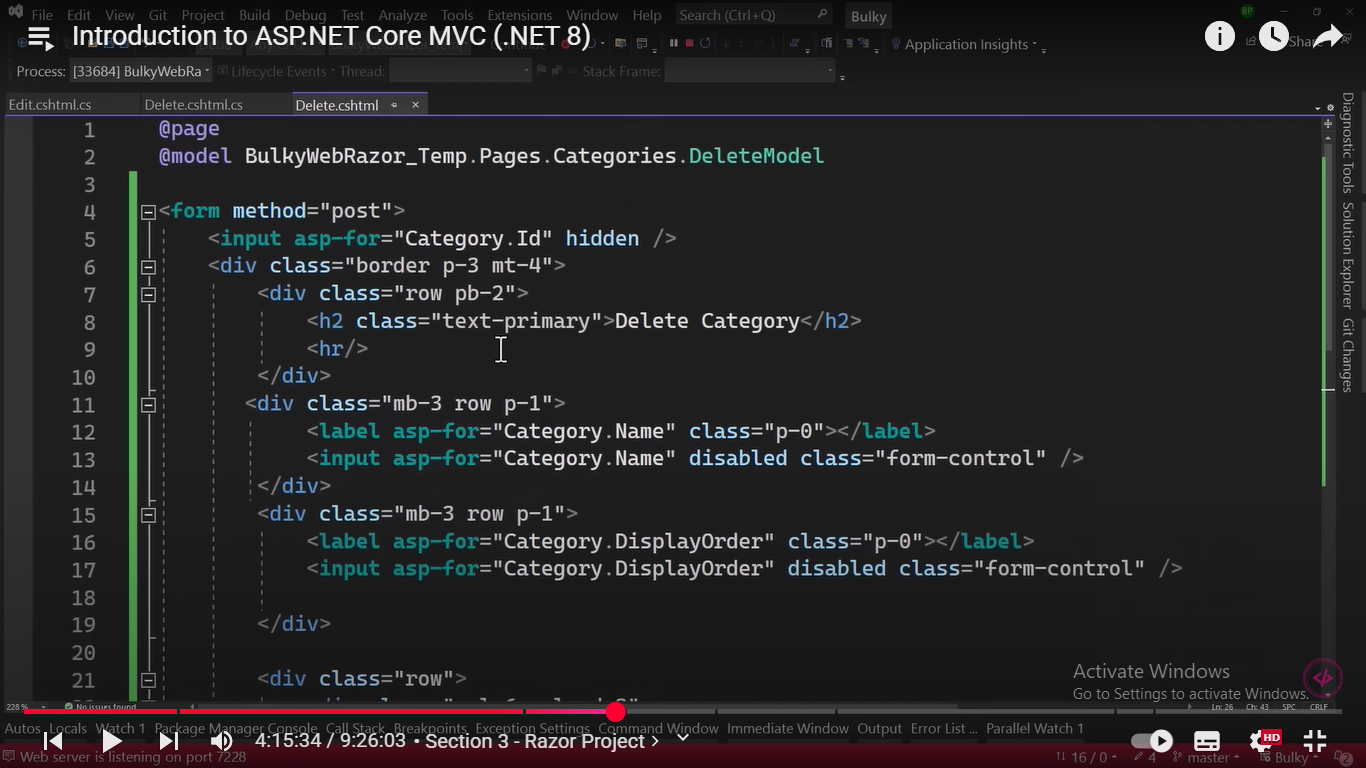 File Edit View Git Project Build Debug Test Analyze Tools Extensions Window Help Search (Ctrl+Q) Bulky
Introduction to ASP.NET Core MVC (.NET 8)
Application Insights
Share
Process: [33684] BulkyWebRa Lifecycle Events Thread: Stack Frame:
Edit.cshtml.cs Delete.cshtml.cs Delete.cshtml
1 @page
2 @model BulkyWebRazor_Temp.Pages.Categories.DeleteModel
3
4 <form method="post">
5 <input asp-for="Category.Id" hidden />
6 <div class="border p-3 mt-4">
7 <div class="row pb-2">
8 <h2 class="text-primary">Delete Category</h2>
9 <hr/>
10 </div>
11 <div class="mb-3 row p-1">
12 <label asp-for="Category.Name" class="p-0"></label>
13 <input asp-for="Category.Name" disabled class="form-control" />
14 </div>
15 <div class="mb-3 row p-1">
16 <label asp-for="Category.DisplayOrder" class="p-0"></label>
17 <input asp-for="Category.DisplayOrder" disabled class="form-control" />
18
19 </div>
20
21 <div class="row">
Diagnostic Tools
Solution Explorer
Git Changes
Activate Windows
Go to Settings to activate Windows.
228 % No issues found Ln: 26 Ch: 43 SPC CRLF
Autos Locals Watch 1 Package Manager Console Call Stack Breakpoints Exception Settings Command Window Immediate Window Output Error List ... Parallel Watch 1
4:15:34 / 9:26:03 • Section 3 - Razor Project
HD
Web server is listening on port 7228 16 / 0 4 master Bulky 2